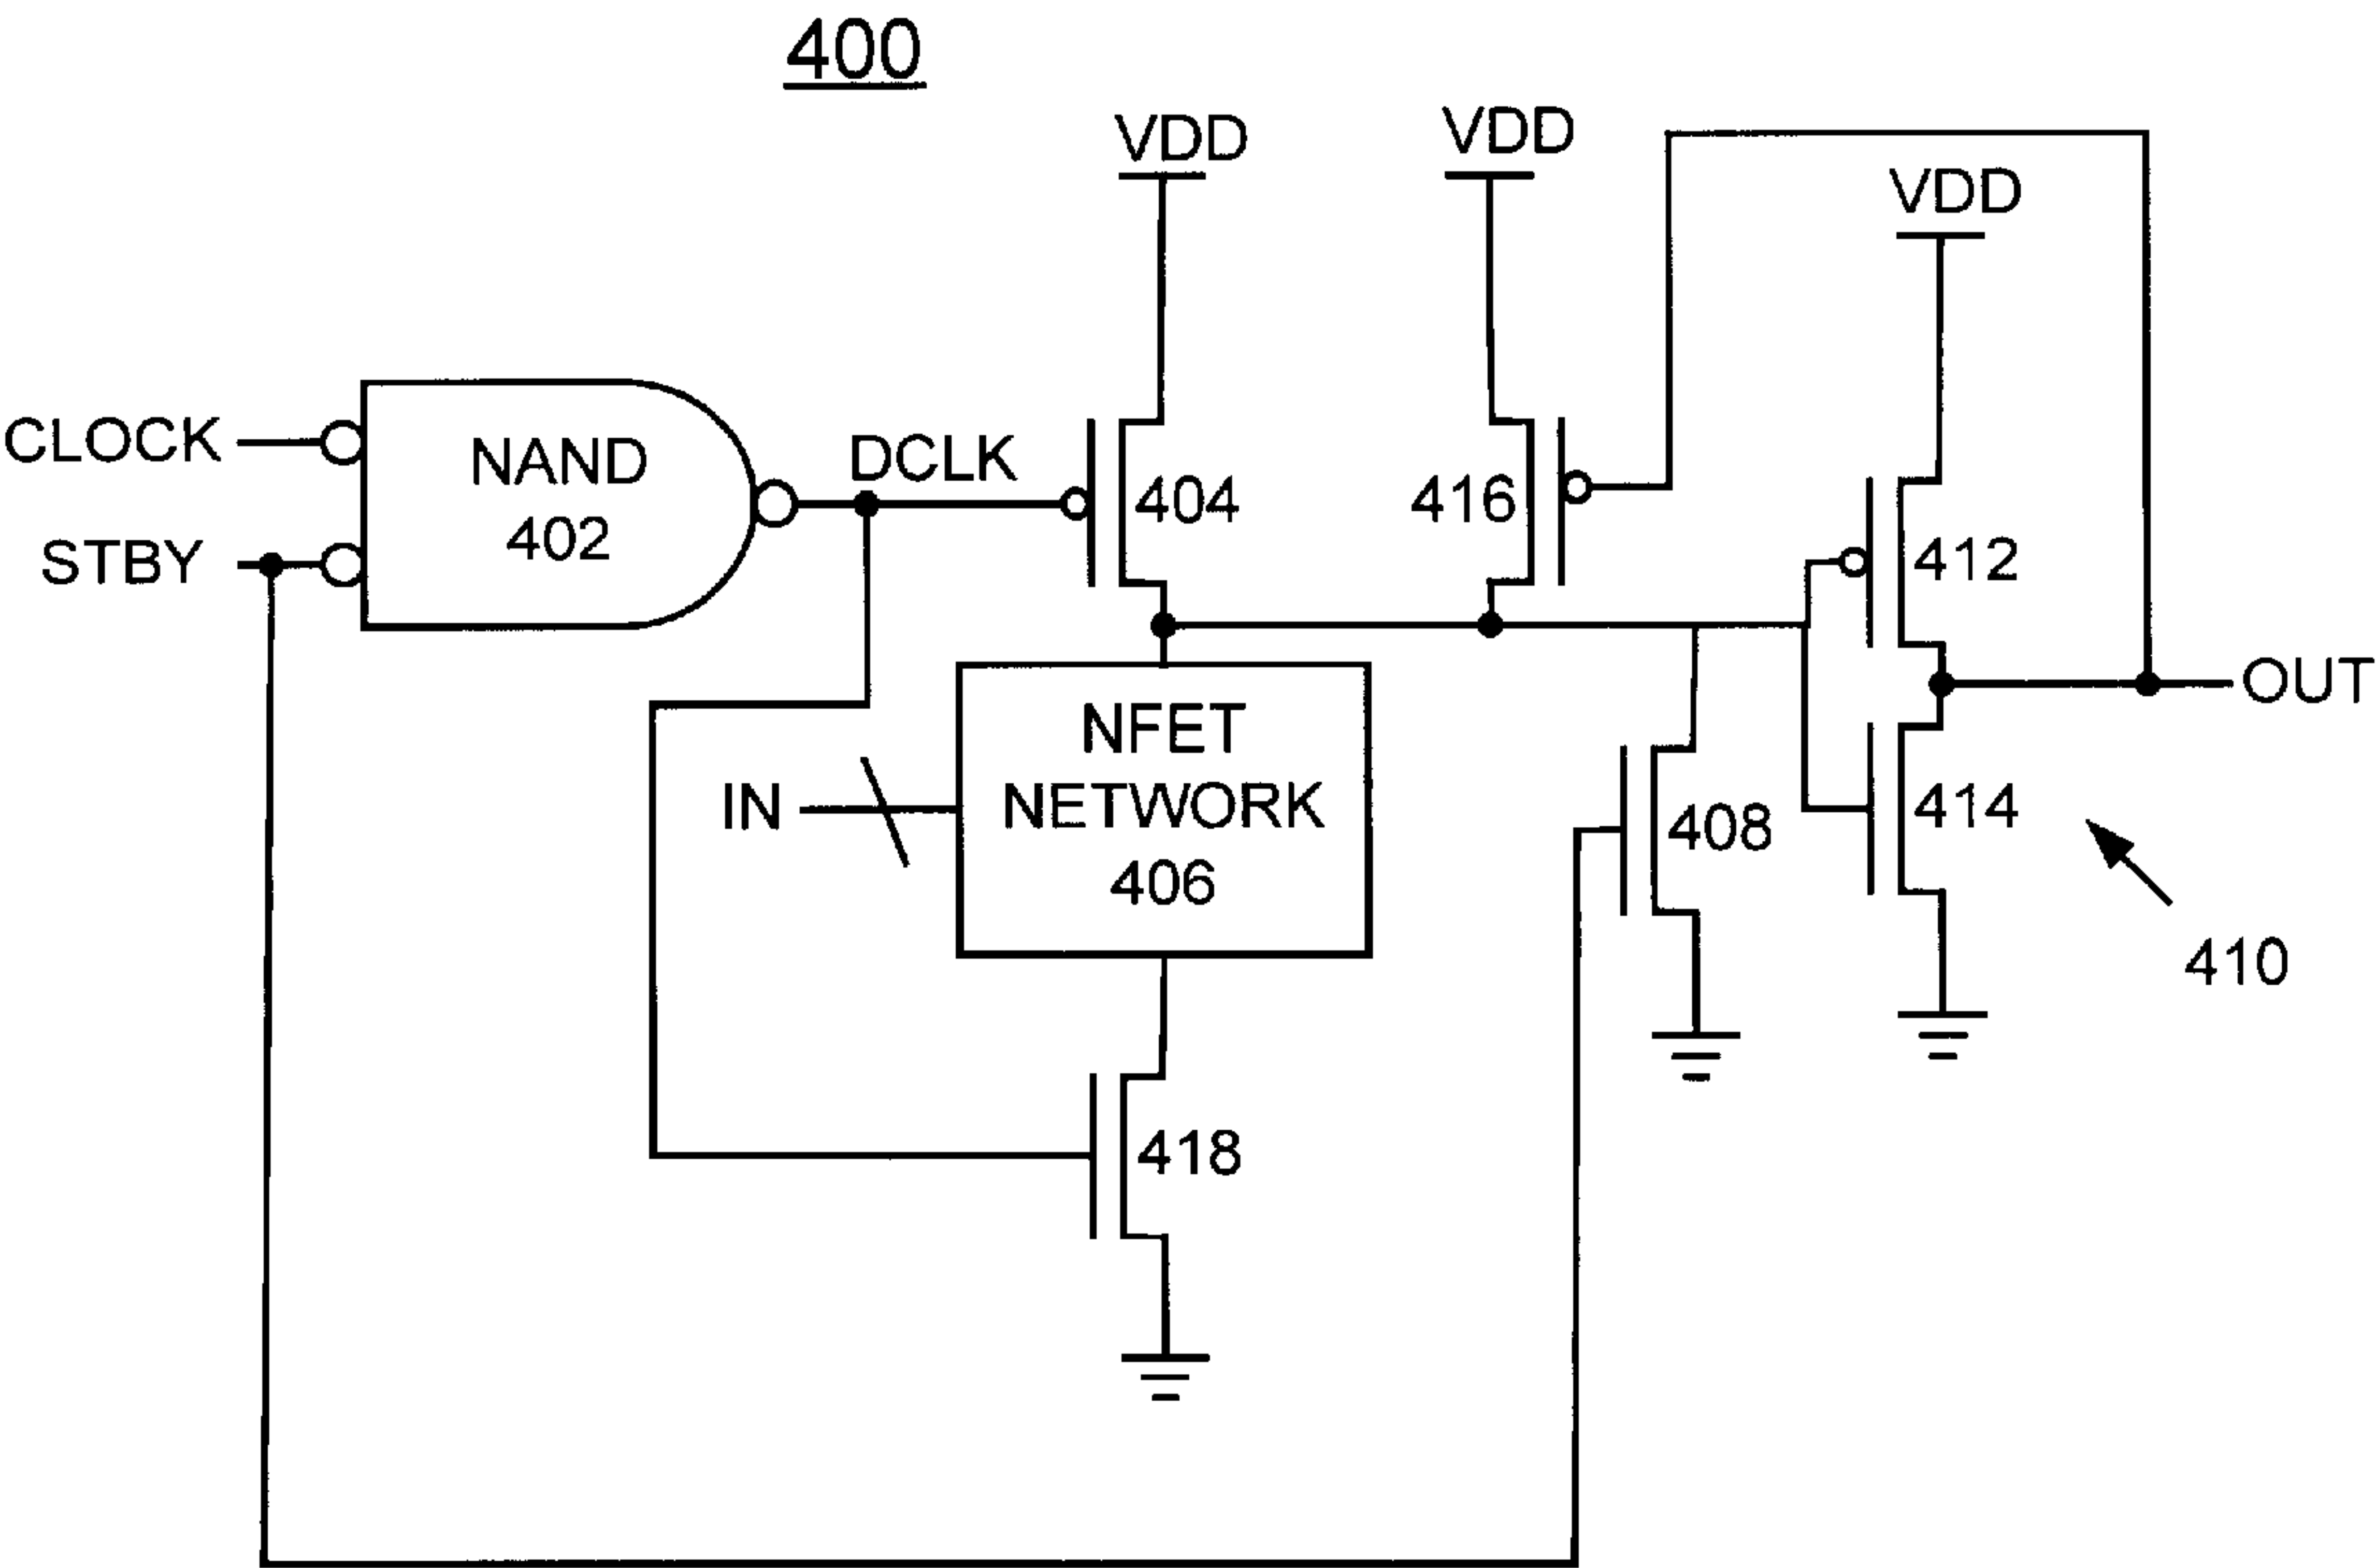 400
VDD
VDD
VDD
CLOCK
NAND
402
DCLK
404
416
412
STBY
OUT
NFET
NETWORK
406
IN
408
414
410
418